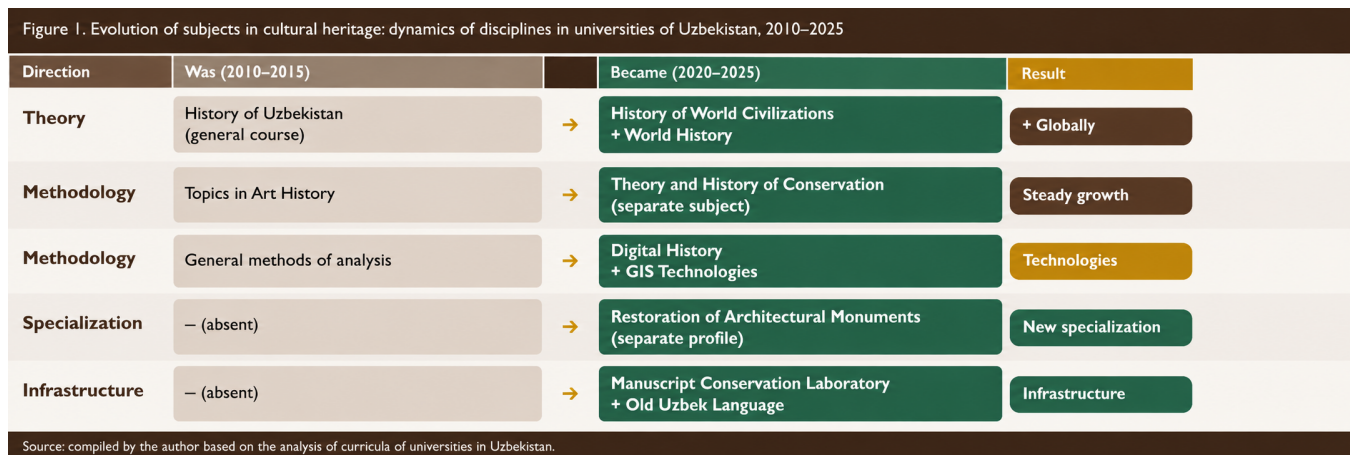 Figure 1. Evolution of subjects in cultural heritage: dynamics of disciplines in universities of Uzbekistan, 2010–2025
Direction
Was (2010–2015)
Became (2020–2025)
Result
Theory
History of Uzbekistan
(general course)
→
History of World Civilizations
+ World History
+ Globally
Methodology
Topics in Art History
→
Theory and History of Conservation
(separate subject)
Steady growth
Methodology
General methods of analysis
→
Digital History
+ GIS Technologies
Technologies
Specialization
– (absent)
→
Restoration of Architectural Monuments
(separate profile)
New specialization
Infrastructure
– (absent)
→
Manuscript Conservation Laboratory
+ Old Uzbek Language
Infrastructure
Source: compiled by the author based on the analysis of curricula of universities in Uzbekistan.